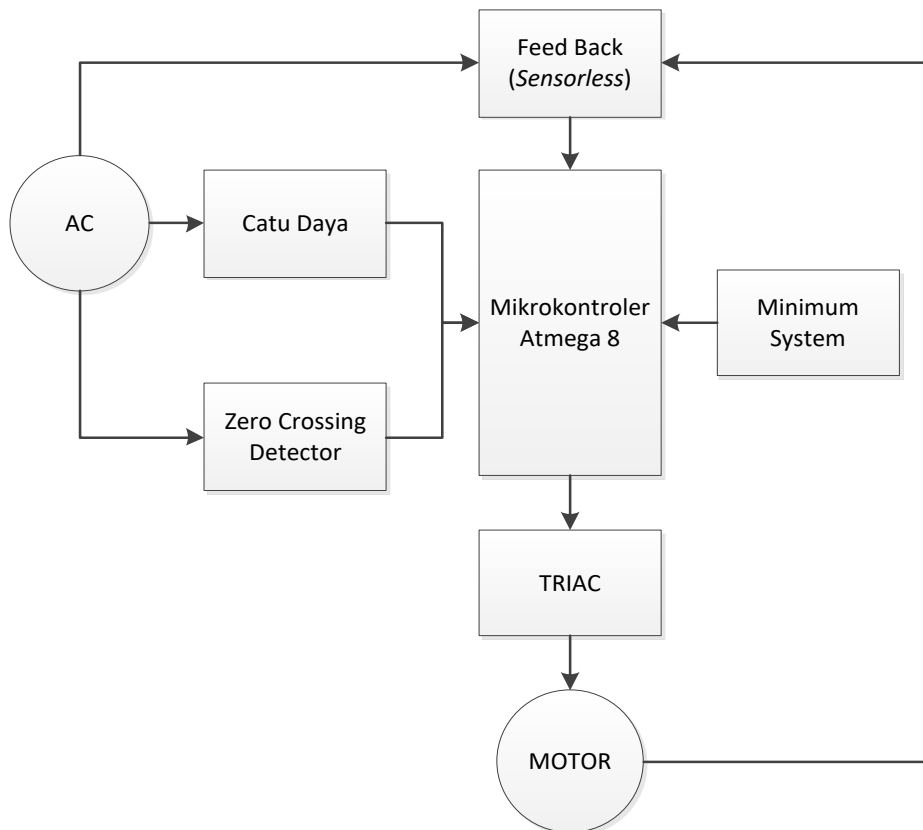 Feed Back
(Sensorless)
AC
Catu Daya
Mikrokontroler
Atmega 8
Minimum
System
Zero Crossing
Detector
TRIAC
MOTOR